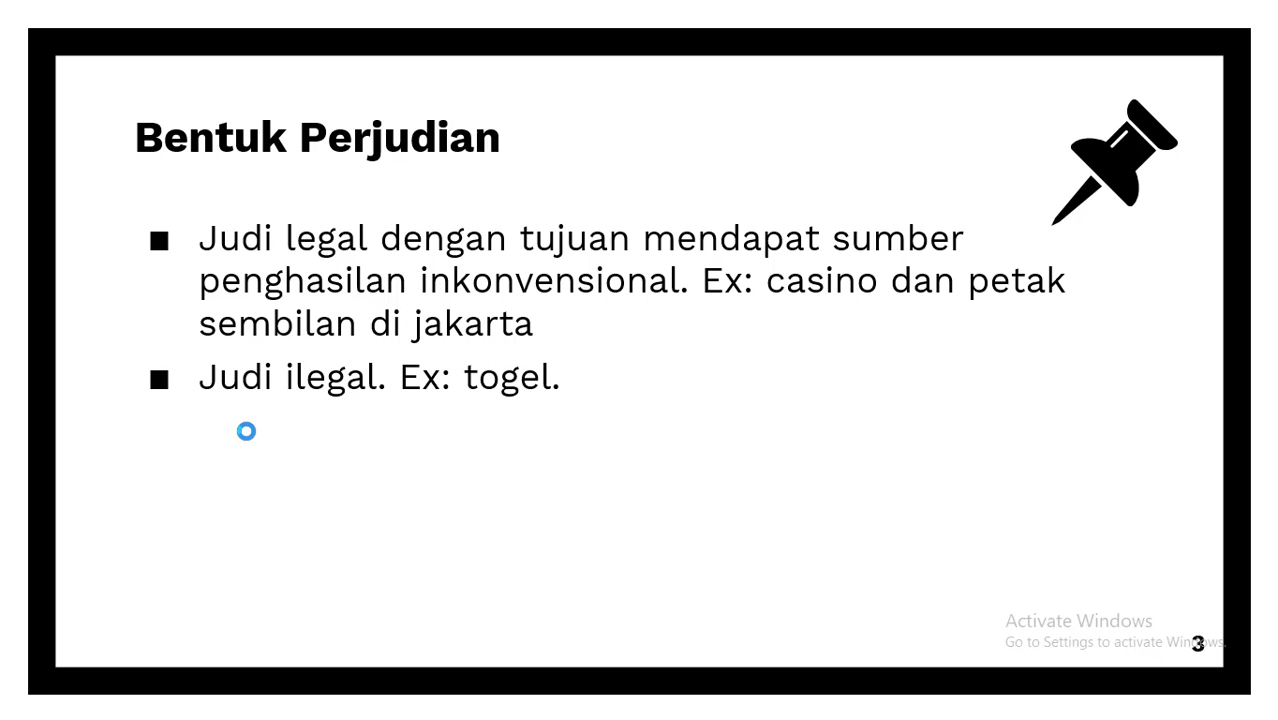 Bentuk Perjudian
■ Judi legal dengan tujuan mendapat sumber
penghasilan inkonvensional. Ex: casino dan petak
sembilan di jakarta
■ Judi ilegal. Ex: togel.
Activate Windows
Go to Settings to activate Windows.
3